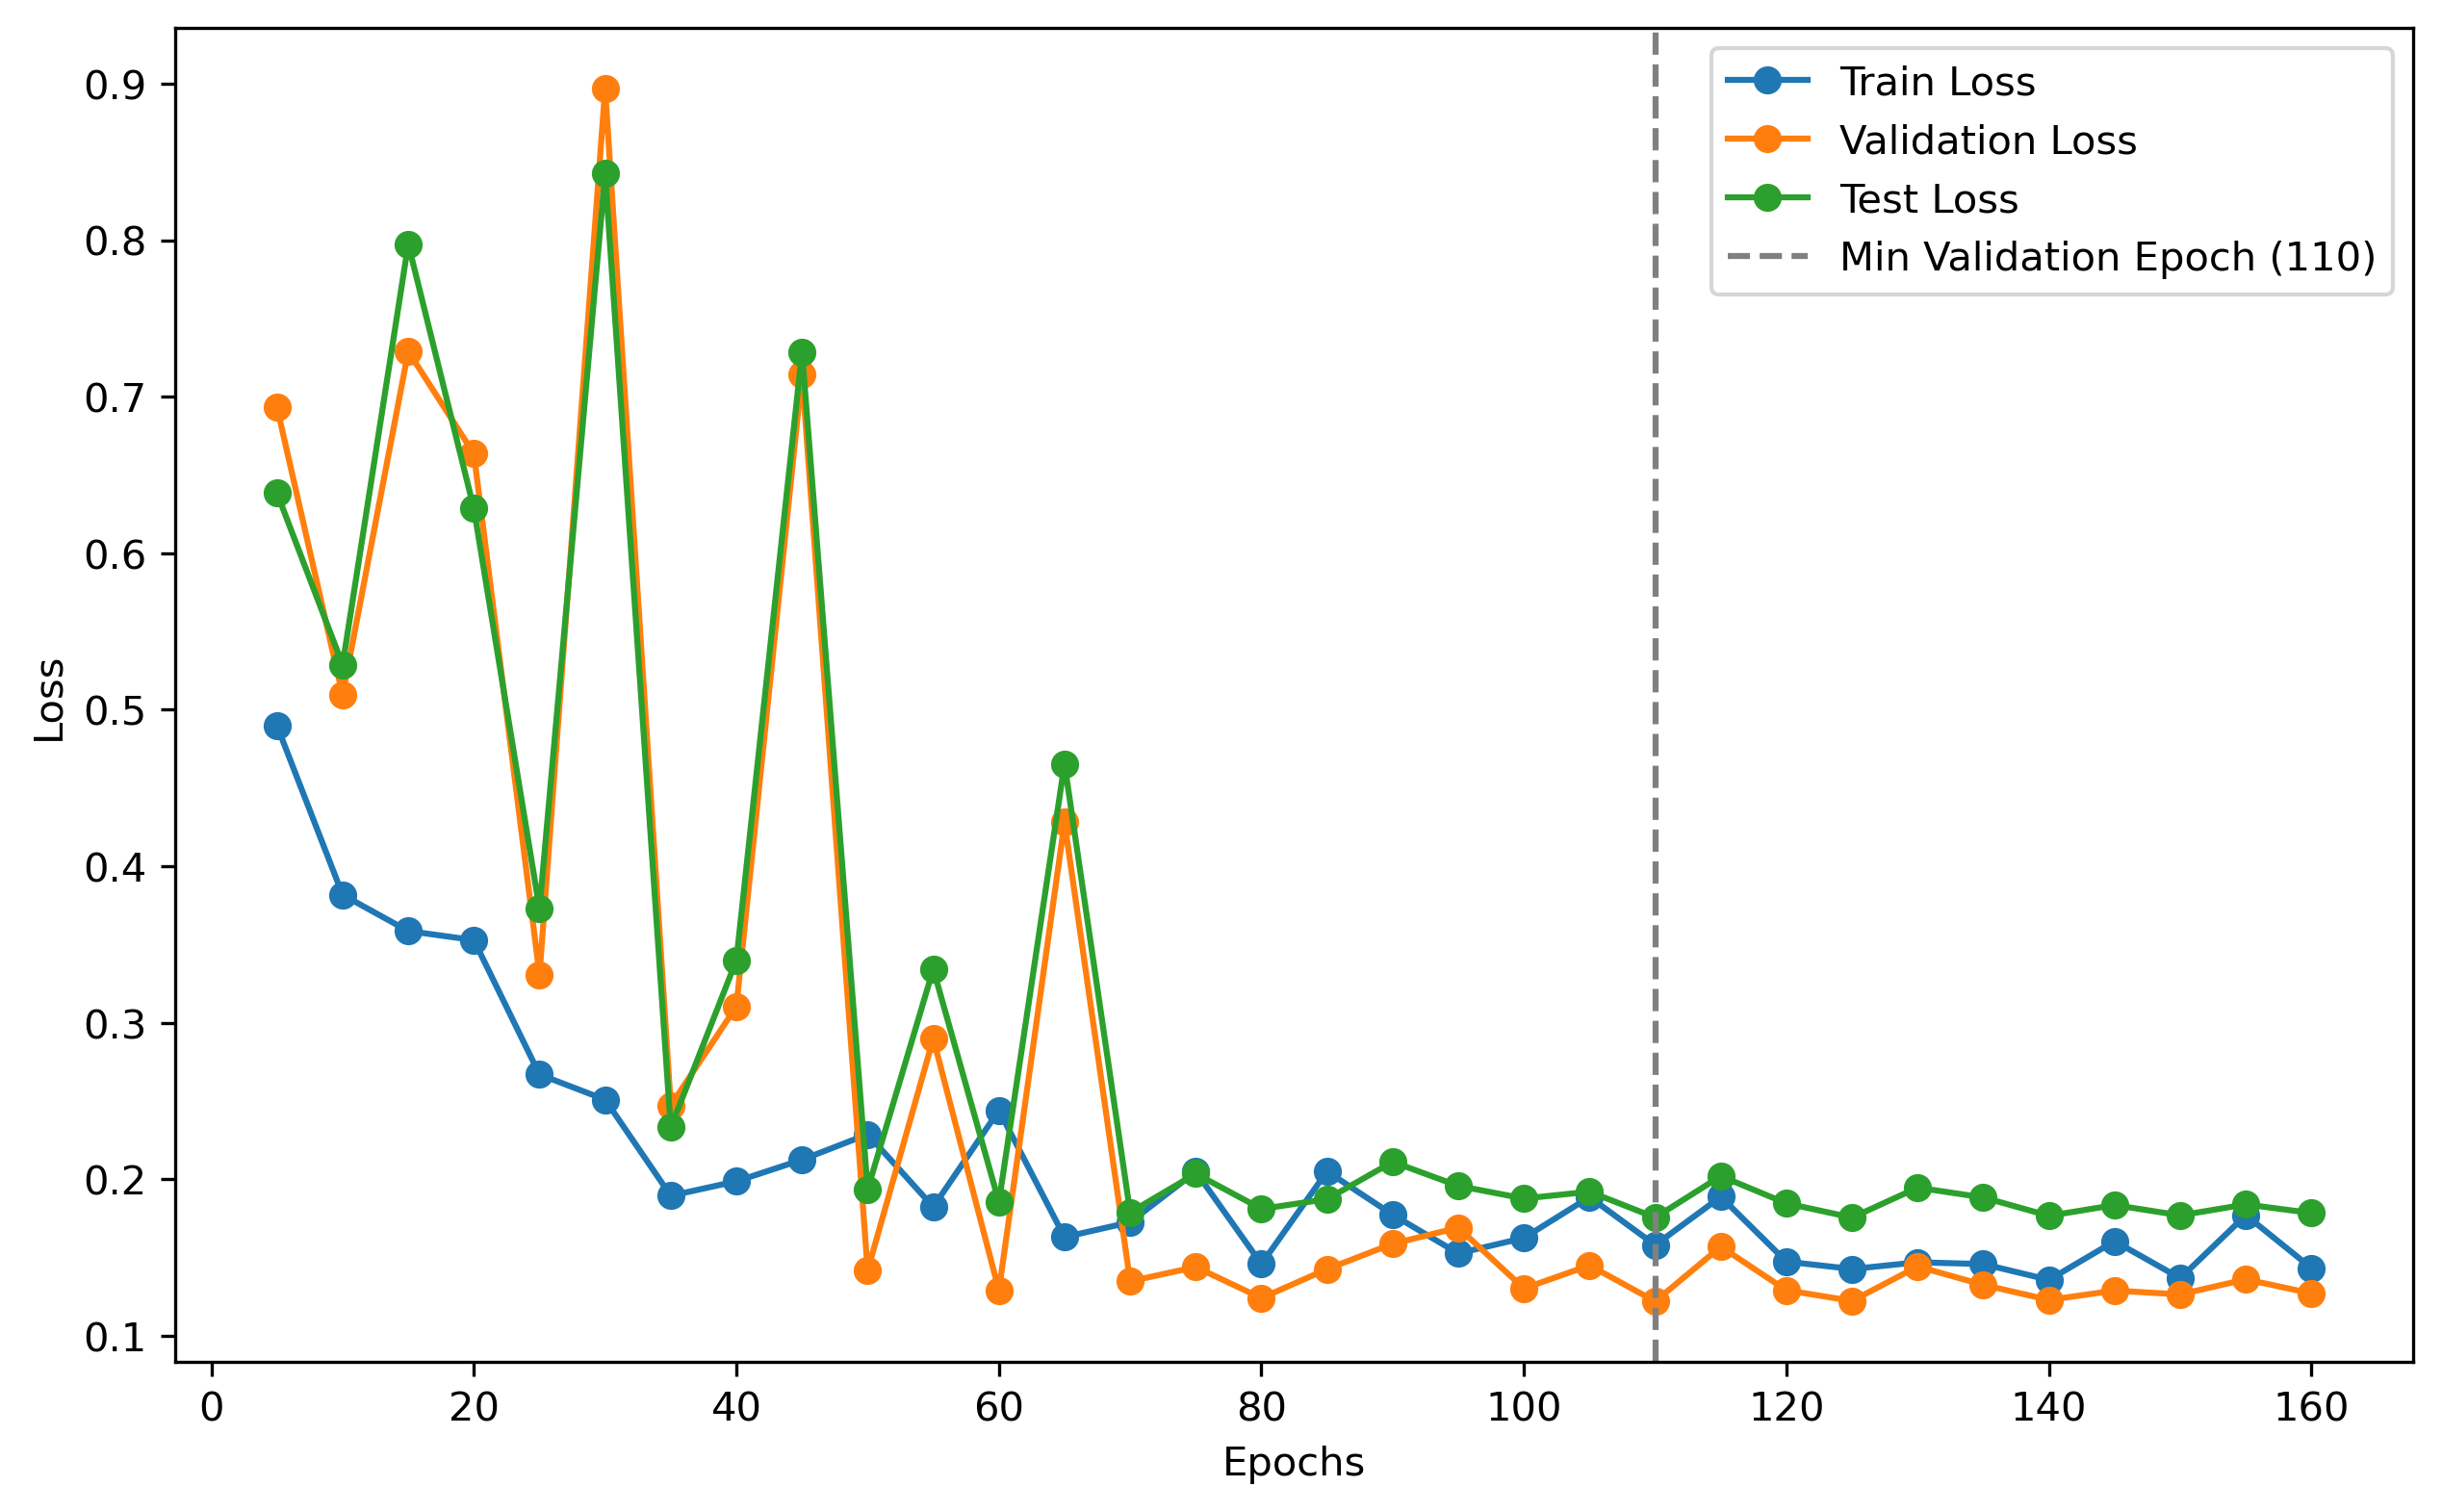 0.9
0.8
0.7
0.6
0.5
0.4
0.3
0.2
0.1
Loss
Train Loss
Validation Loss
Test Loss
Min Validation Epoch (110)
0 20 40 60 80 100 120 140 160
Epochs